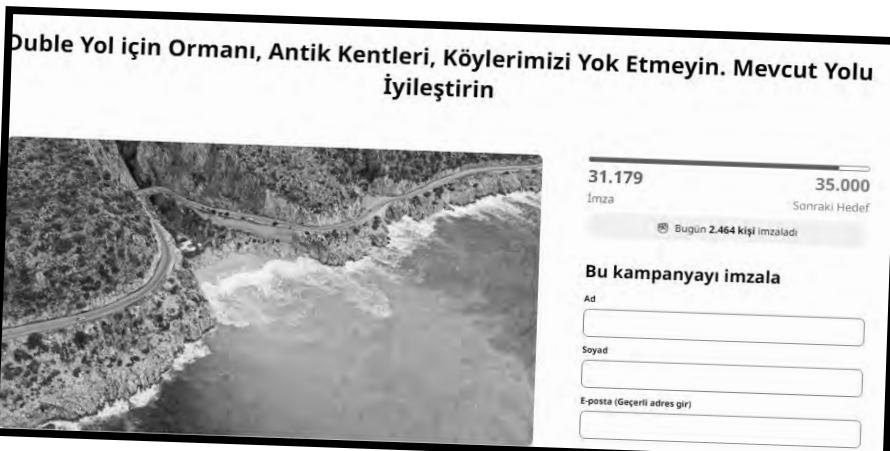 Duble Yol için Ormanı, Antik Kentleri, Köylerimizi Yok Etmeyin. Mevcut Yolu
İyileştirin
31.179
35.000
İmza
Sonraki Hedef
Bugün 2.464 kişi imzaladı
Bu kampanyayı imzala
Ad
Soyad
E-posta (Geçerli adres gir)